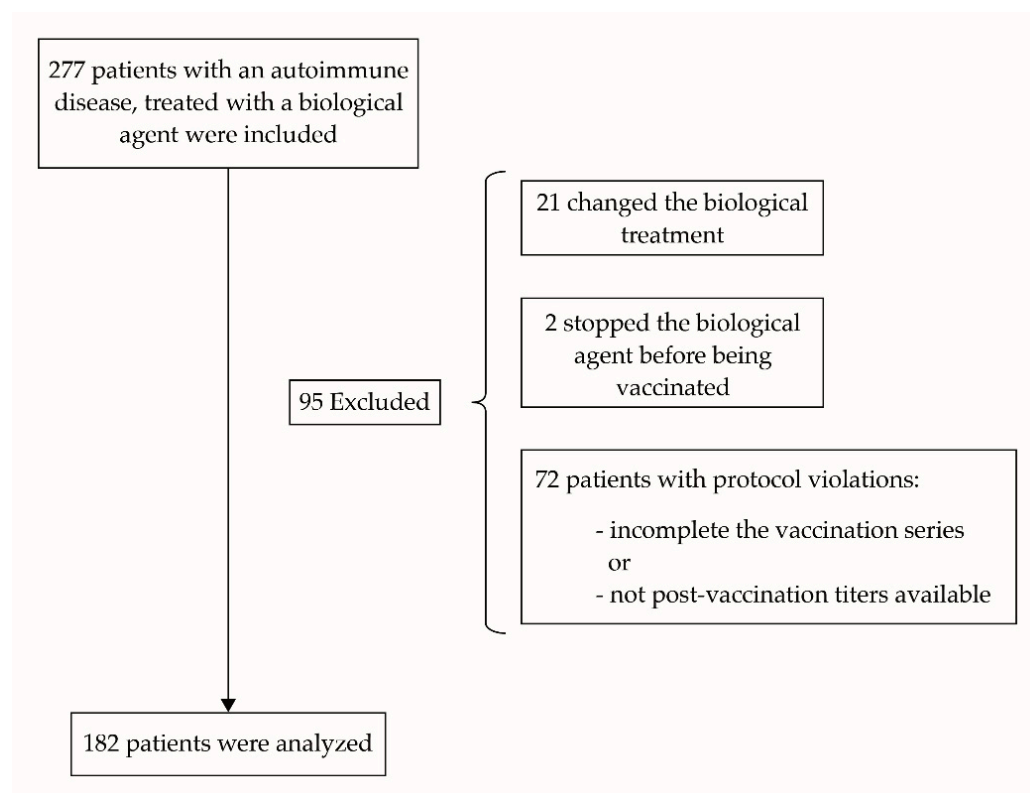 277 patients with an autoimmune
disease, treated with a biological
agent were included
21 changed the biological
treatment
2 stopped the biological
agent before being
vaccinated
95 Excluded
72 patients with protocol violations:
- incomplete the vaccination series
or
- not post-vaccination titers available
182 patients were analyzed